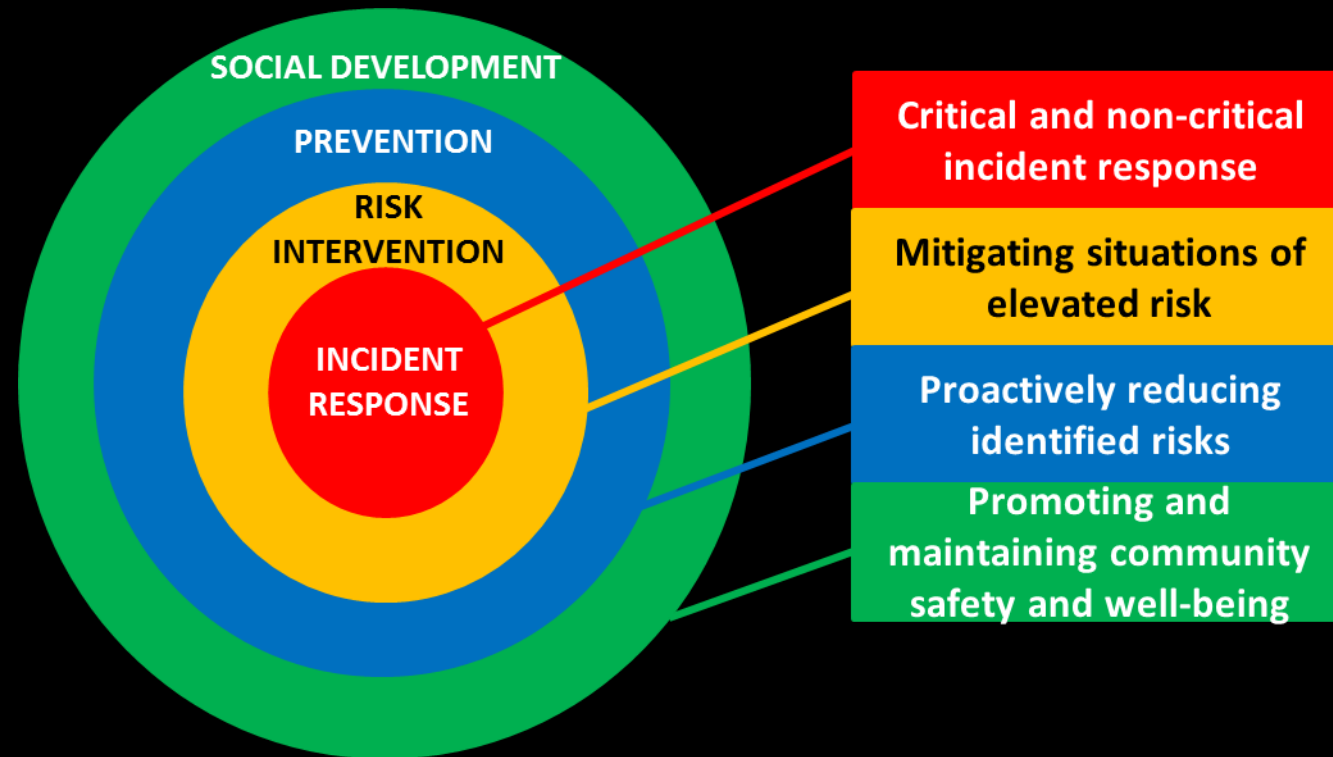 SOCIAL DEVELOPMENT
PREVENTION
RISK
INTERVENTION
INCIDENT
RESPONSE
Critical and non-critical
incident response
Mitigating situations of
elevated risk
Proactively reducing
identified risks
Promoting and
maintaining community
safety and well-being